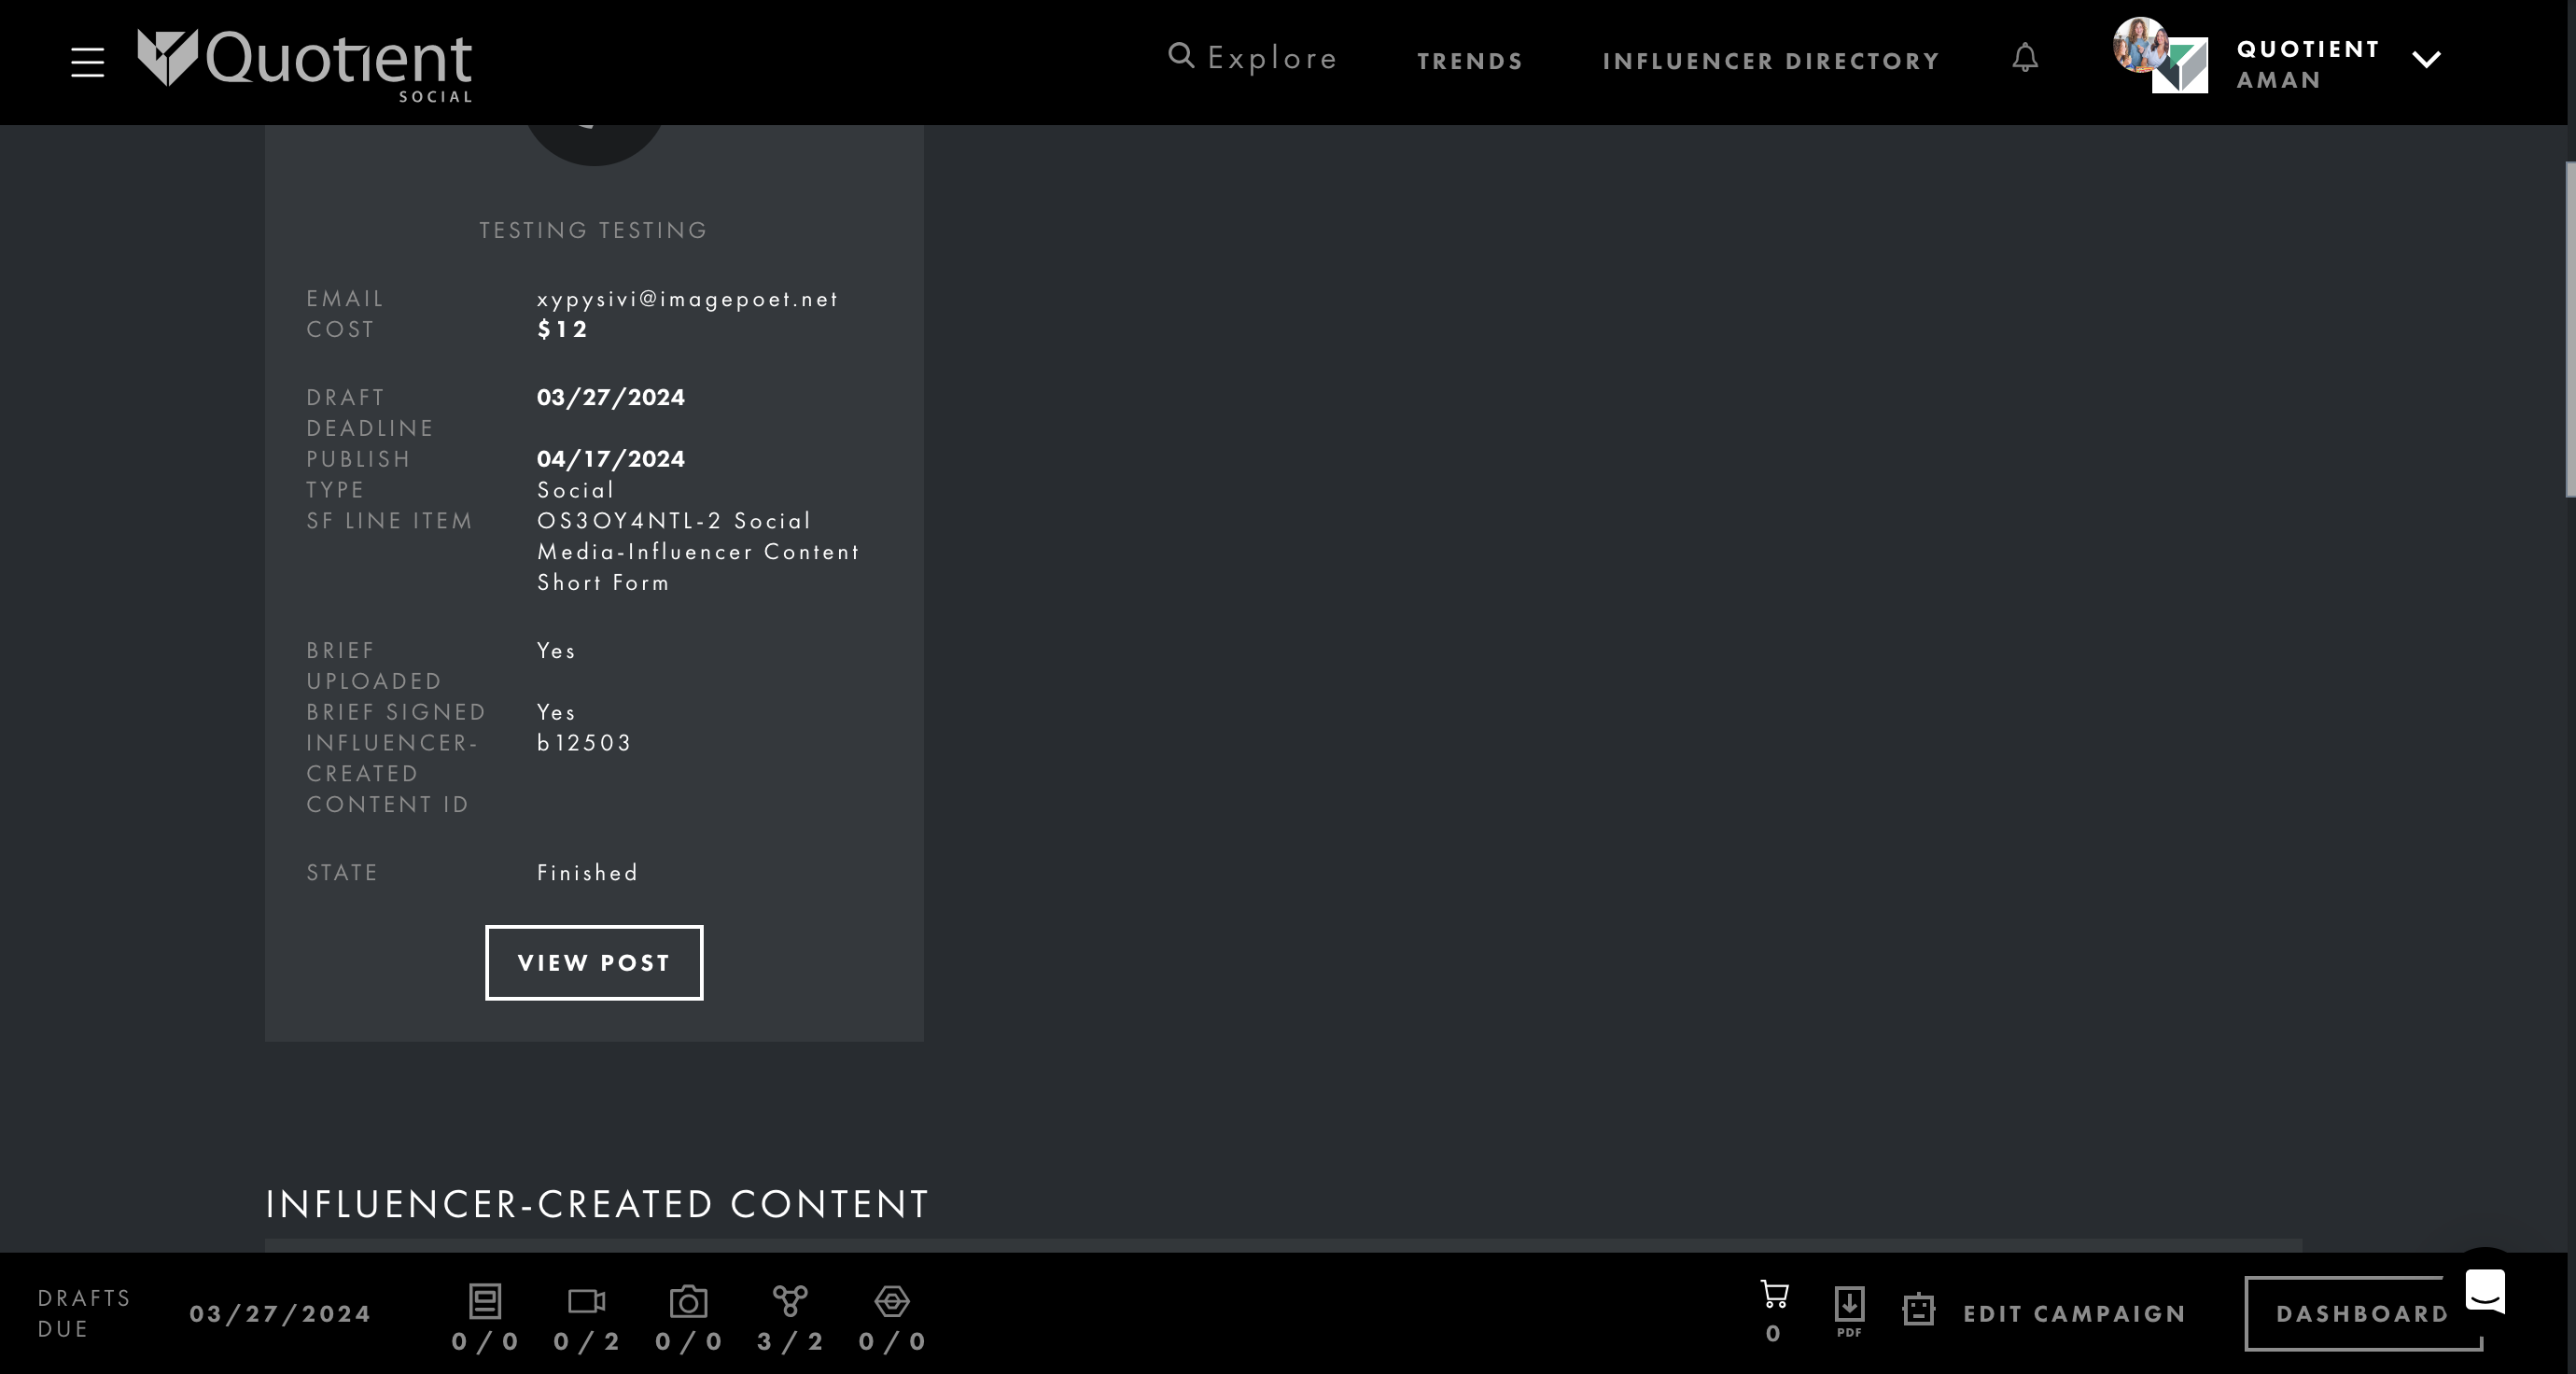 Quotient
SOCIAL
Explore
TRENDS
INFLUENCER DIRECTORY
QUOTIENT
AMAN
TESTING TESTING
EMAIL xypysivi@imagepoet.net
COST $12
DRAFT 03/27/2024
DEADLINE
PUBLISH 04/17/2024
TYPE Social
SF LINE ITEM OS3OY4NTL-2 Social
Media-Influencer Content
Short Form
BRIEF Yes
UPLOADED
BRIEF SIGNED Yes
INFLUENCER- b12503
CREATED
CONTENT ID
STATE Finished
VIEW POST
INFLUENCER-CREATED CONTENT
DRAFTS
DUE
03/27/2024
0/0 0/2 0/0 3/2 0/0
0
PDF
EDIT CAMPAIGN
DASHBOARD